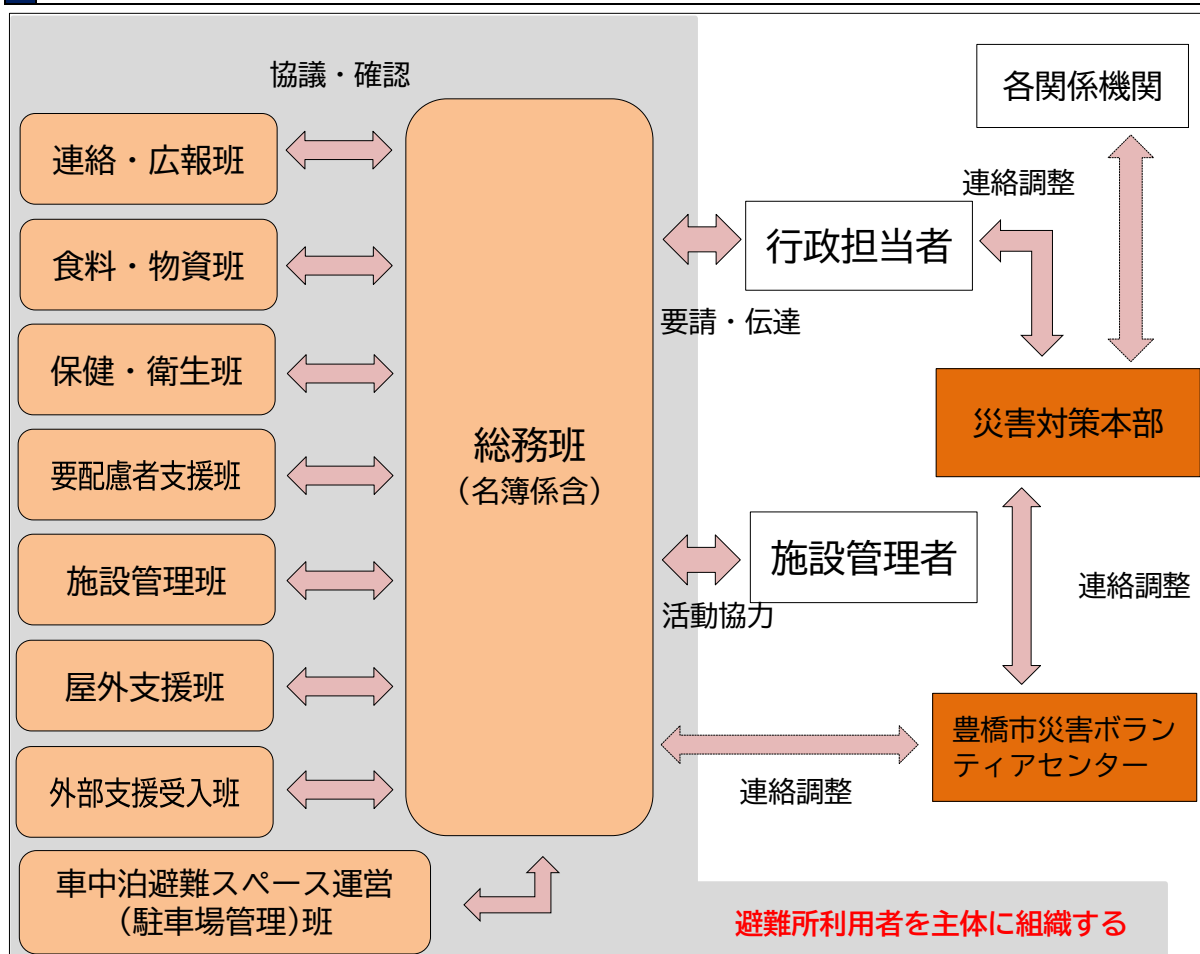 協議・確認
連絡・広報班
食料・物資班
保健・衛生班
要配慮者支援班
施設管理班
屋外支援班
外部支援受入班
車中泊避難スペース運営
(駐車場管理)班
総務班
（名簿係含）
各関係機関
連絡調整
行政担当者
要請・伝達
災害対策本部
施設管理者
活動協力
連絡調整
豊橋市災害ボラン
ティアセンター
連絡調整
避難所利用者を主体に組織する